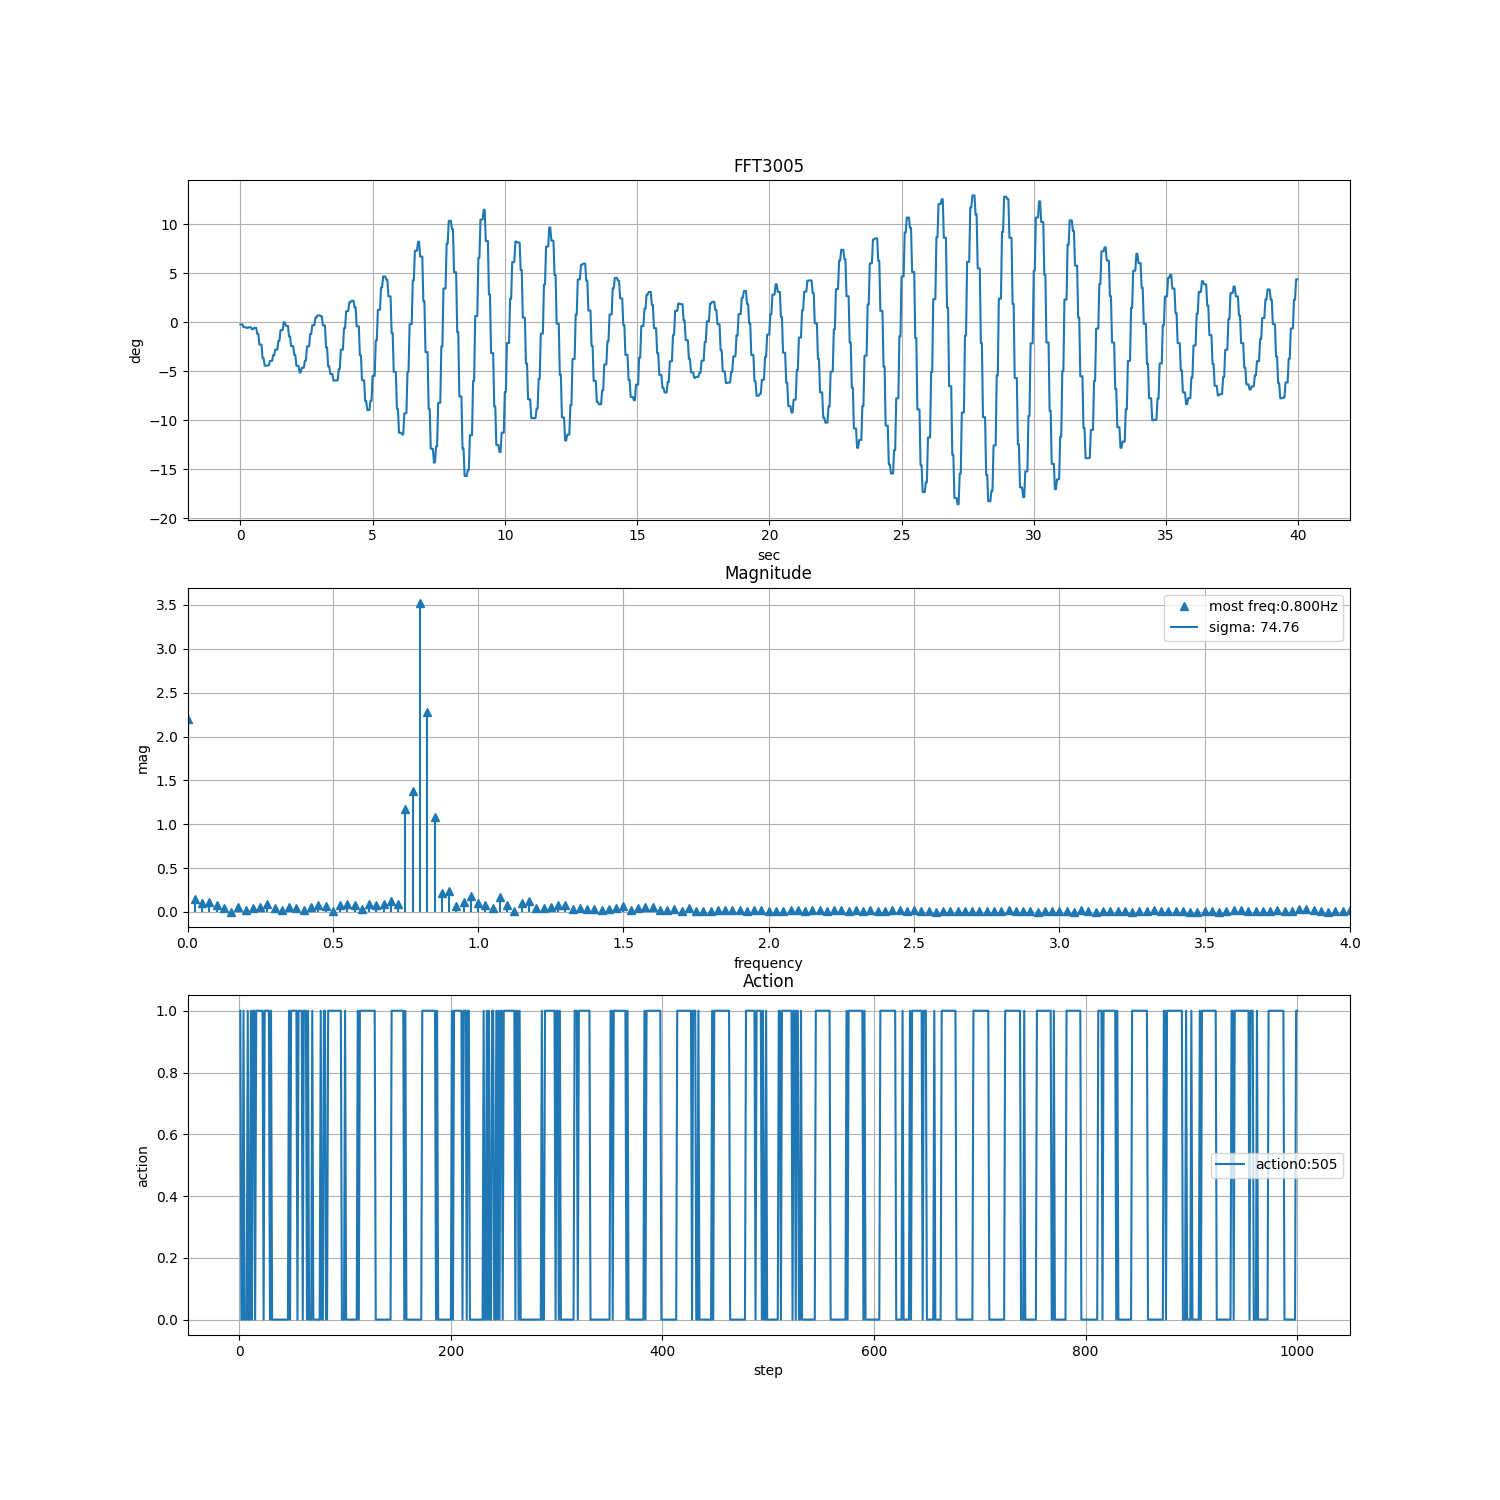 FFT3005
deg
10
5
0
−5
−10
−15
−20
0 5 10 15 20 25 30 35 40
sec
Magnitude
mag
3.5
3.0
2.5
2.0
1.5
1.0
0.5
0.0
most freq:0.800Hz
sigma: 74.76
0.0 0.5 1.0 1.5 2.0 2.5 3.0 3.5 4.0
frequency
Action
action
1.0
0.8
0.6
0.4
0.2
0.0
action0:505
0 200 400 600 800 1000
step